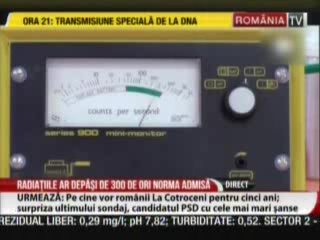 ORA 21: TRANSMISIUNE SPECIALĂ DE LA DNA
ROMÂNIA TV
counts per second
series 900 mini-monitor
RADIAȚIILE AR DEPĂȘI DE 300 DE ORI NORMA ADMISĂ
DIRECT
URMEAZĂ: Pe cine vor românii La Cotroceni pentru cinci ani;
surpriza ultimului sondaj, candidatul PSD cu cele mai mari șanse
REZIDUAL LIBER: 0,29 mg/l; pH 7,82; TURBIDITATE: 0.52. SECTOR 2 -